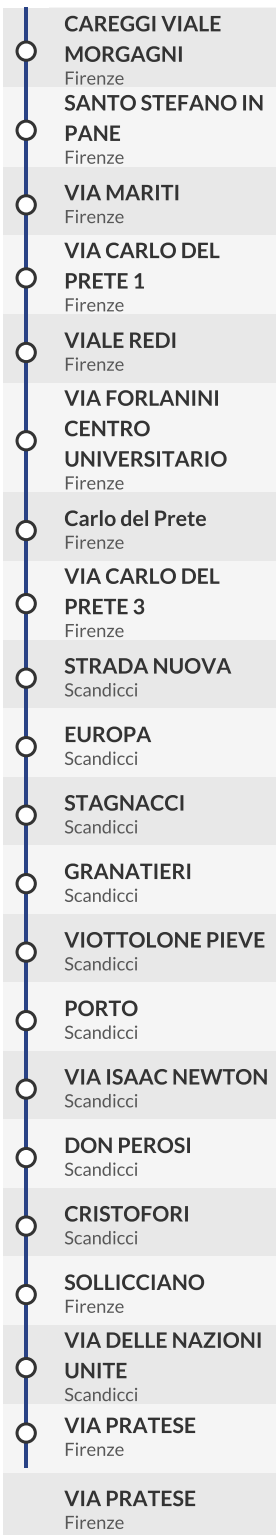 CAREGGI VIALE
MORGAGNI
Firenze
SANTO STEFANO IN
PANE
Firenze
VIA MARITI
Firenze
VIA CARLO DEL
PRETE 1
Firenze
VIALE REDI
Firenze
VIA FORLANINI
CENTRO
UNIVERSITARIO
Firenze
Carlo del Prete
Firenze
VIA CARLO DEL
PRETE 3
Firenze
STRADA NUOVA
Scandicci
EUROPA
Scandicci
STAGNACCI
Scandicci
GRANATIERI
Scandicci
VIOTTOLONE PIEVE
Scandicci
PORTO
Scandicci
VIA ISAAC NEWTON
Scandicci
DON PEROSI
Scandicci
CRISTOFORI
Scandicci
SOLLICCIANO
Firenze
VIA DELLE NAZIONI
UNITE
Scandicci
VIA PRATESE
Firenze
VIA PRATESE
Firenze